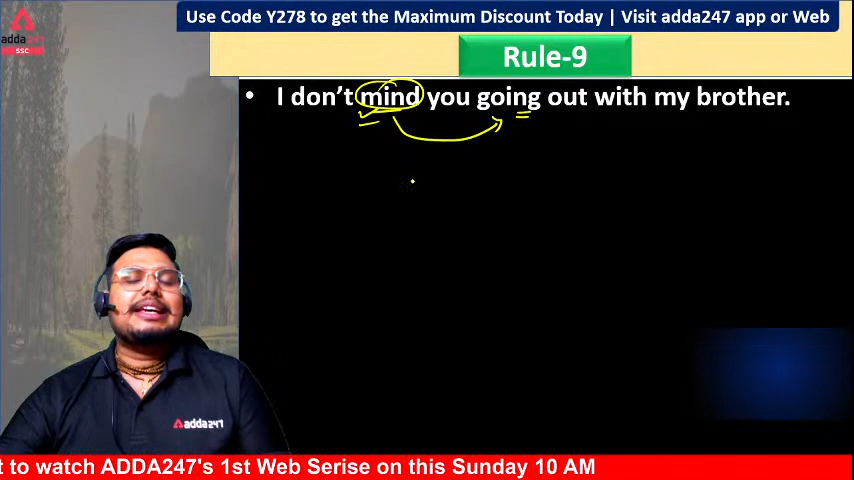 Use Code Y278 to get the Maximum Discount Today | Visit adda247 app or Web
adda247
SSC
Rule-9
• I don't mind you going out with my brother.
adda247
t to watch ADDA247's 1st Web Serise on this Sunday 10 AM